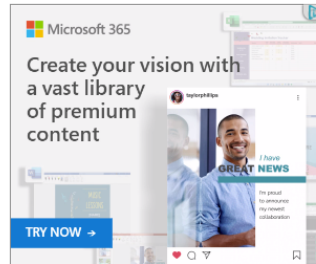 Microsoft 365
Create your vision with
a vast library
of premium
content
taylorphillips
I have
GREAT NEWS
I'm proud
to announce
my newest
collaboration
TRY NOW →